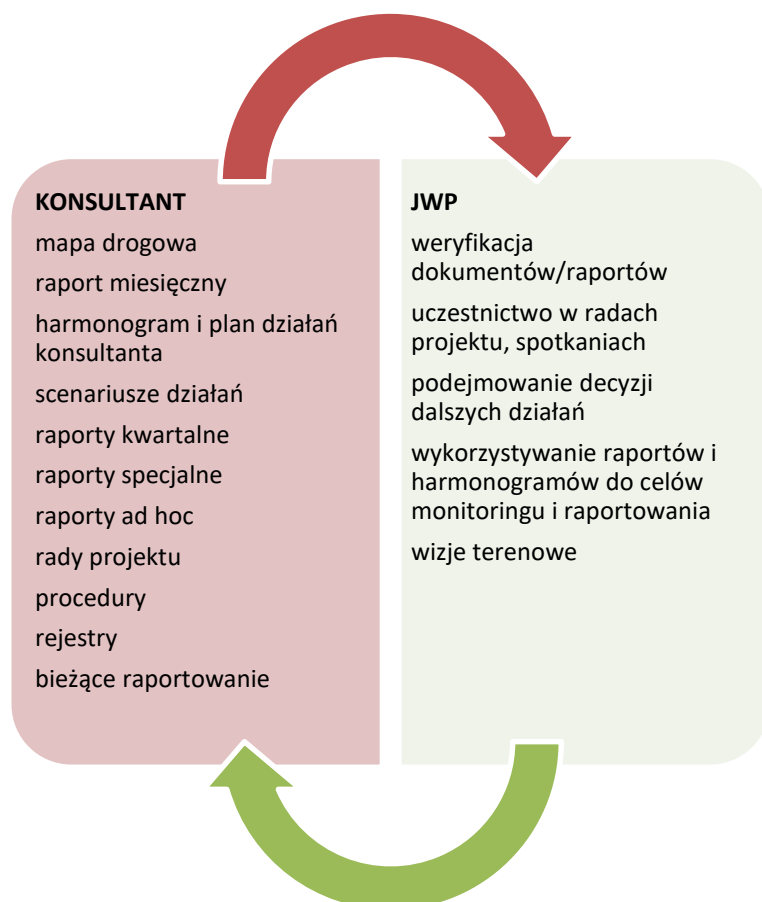 KONSULTANT
mapa drogowa
raport miesięczny
harmonogram i plan działań
konsultanta
scenariusze działań
raporty kwartalne
raporty specjalne
raporty ad hoc
rady projektu
procedury
rejestry
bieżące raportowanie
JWP
weryfikacja
dokumentów/raportów
uczestnictwo w radach
projektu, spotkaniach
podejmowanie decyzji
dalszych działań
wykorzystywanie raportów i
harmonogramów do celów
monitoringu i raportowania
wizje terenowe